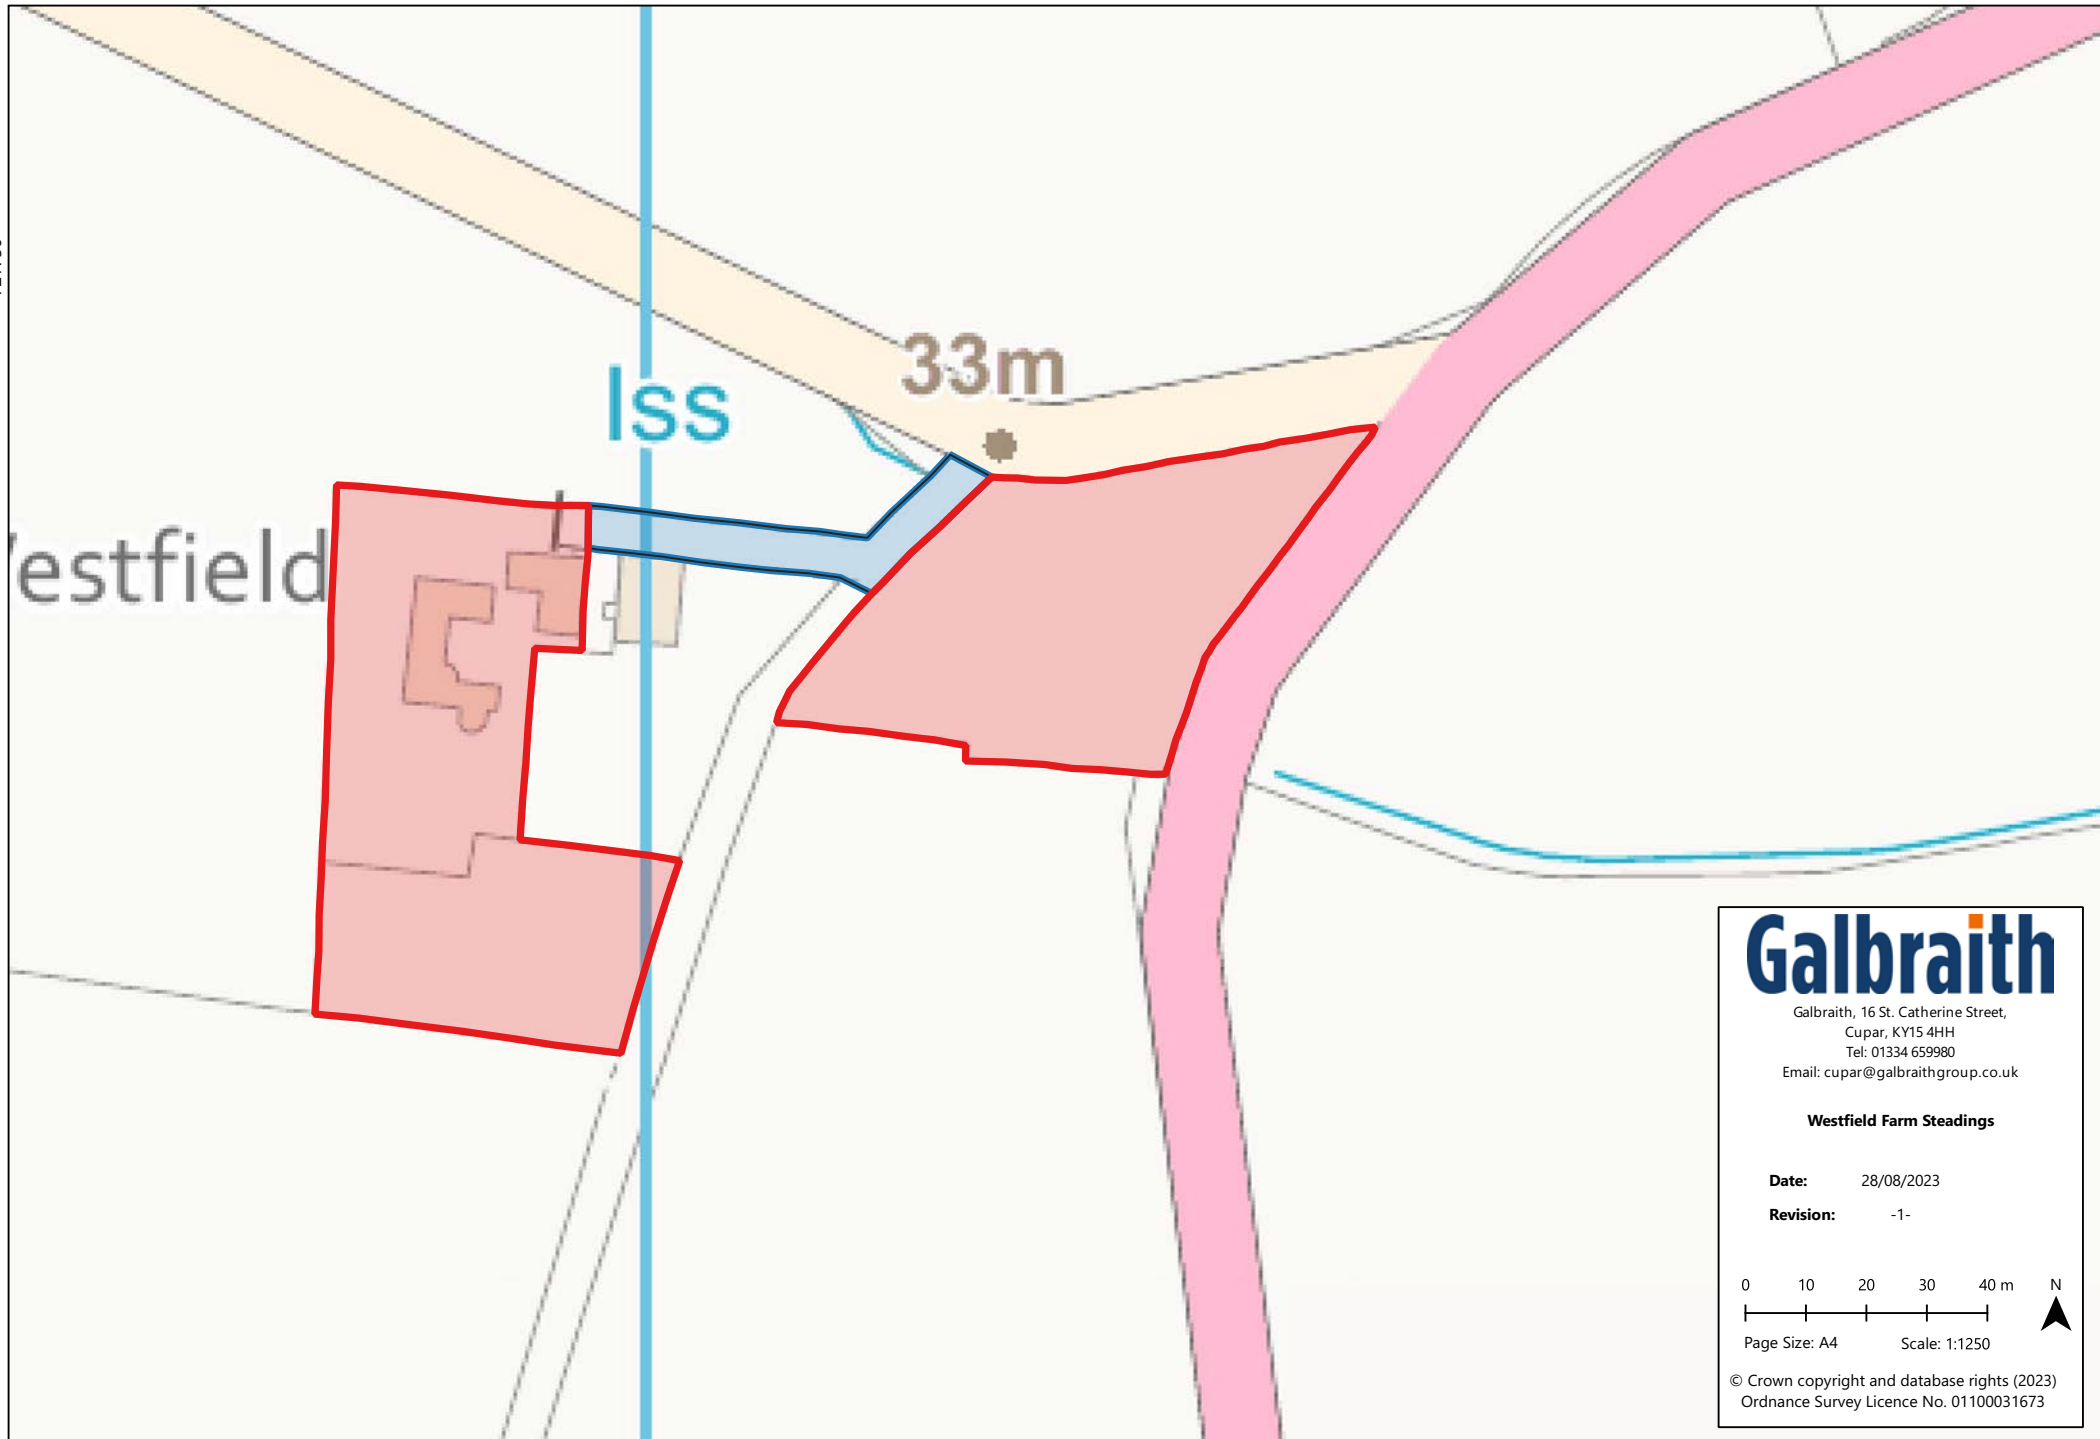 33m
Iss
estfield
Galbraith
Galbraith, 16 St. Catherine Street,
Cupar, KY15 4HH
Tel: 01334 659980
Email: cupar@galbraithgroup.co.uk
Westfield Farm Steadings
Date: 28/08/2023
Revision: -1-
0 10 20 30 40 m N
Page Size: A4 Scale: 1:1250
© Crown copyright and database rights (2023)
Ordnance Survey Licence No. 01100031673